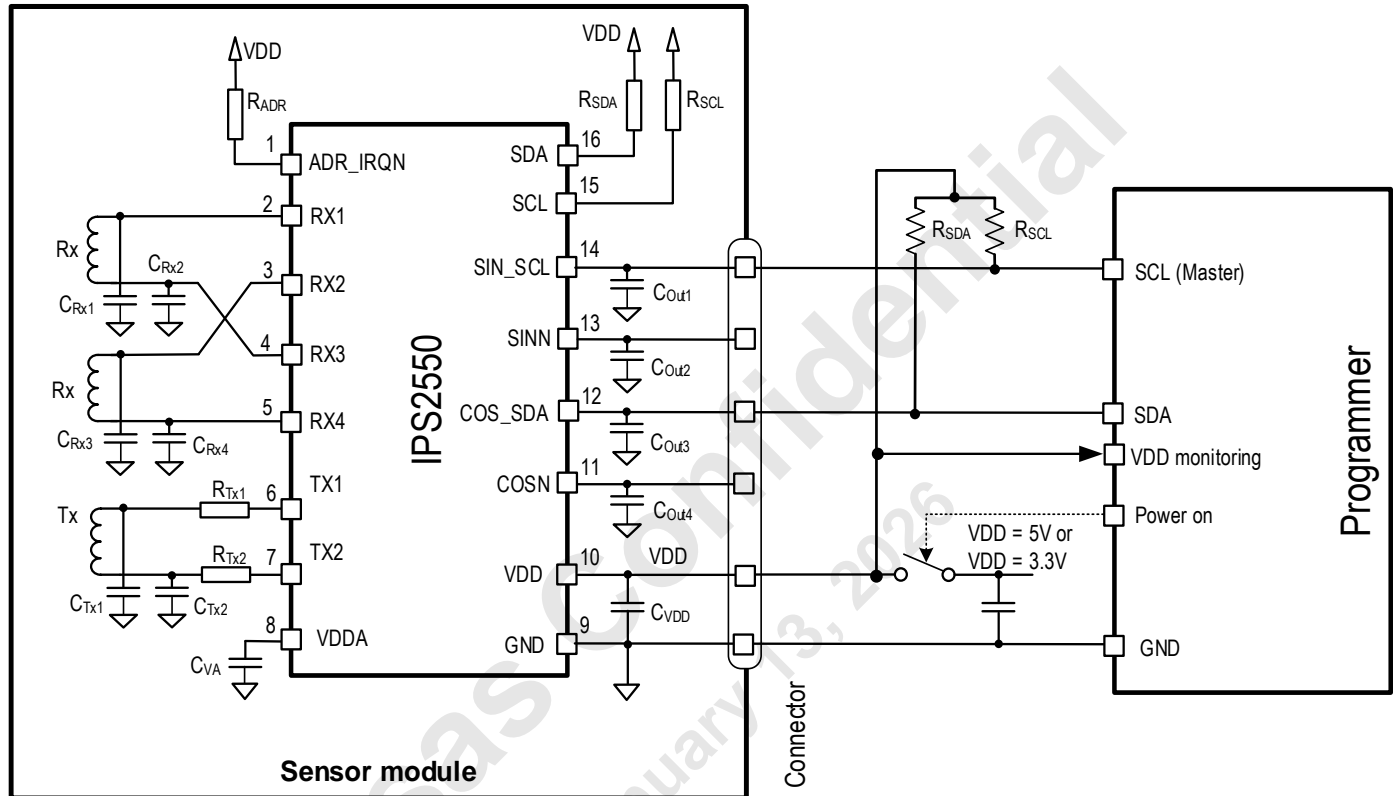 VDD
VDD
RADR
RSDA
RSCL
1
ADR_IRQN
16
SDA
15
SCL
2
RX1
Rx
CRx1
CRx2
3
RX2
4
RX3
Rx
5
RX4
CRx3
CRx4
14
SIN_SCL
COut1
13
SINN
COut2
12
COS_SDA
COut3
11
COSN
COut4
IPS2550
TX1
6
RTx1
Tx
TX2
7
RTx2
CTx1
CTx2
8
VDDA
CVA
10
VDD
VDD
CVDD
9
GND
Sensor module
Connector
RSDA
RSCL
SCL (Master)
SDA
VDD monitoring
Power on
VDD = 5V or
VDD = 3.3V
GND
Programmer
as Confidential
nuary 13, 2026